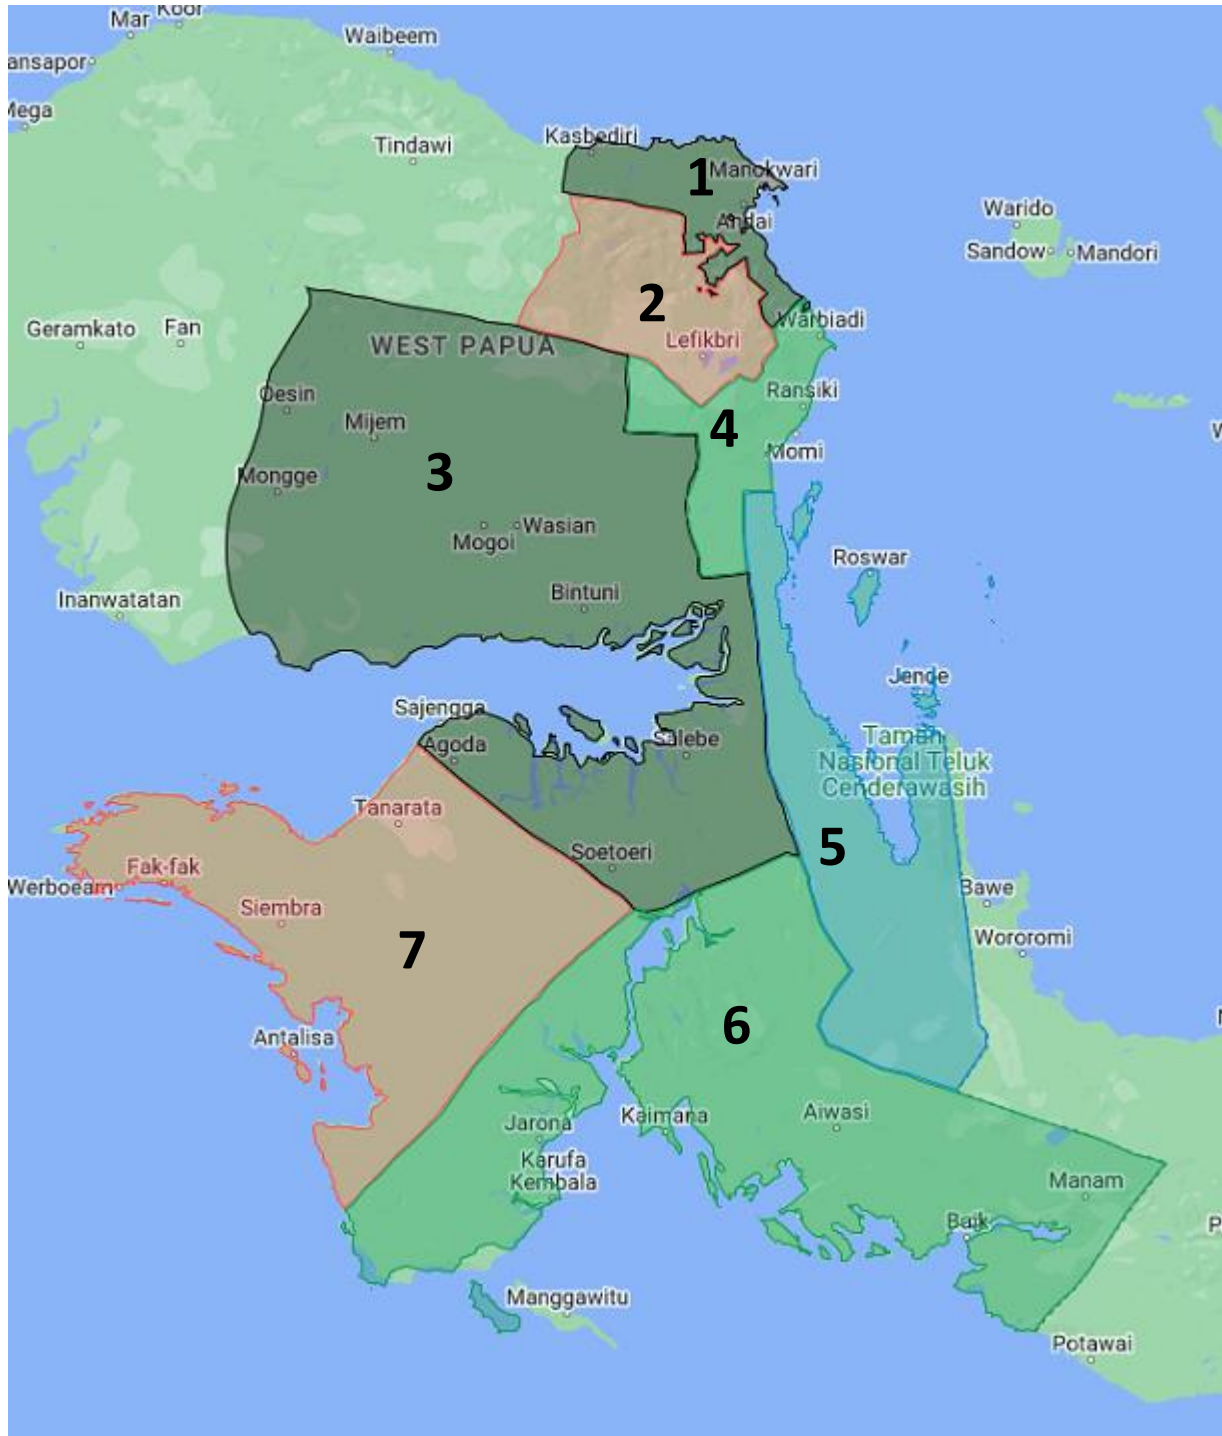 Koor
Mar
Waibeem
ansapor
Mega
Kasbediri
Tindawi
1
Manokwari
Andai
Warido
Sandow
Mandori
2
Geramkato
Fan
Warbiadi
WEST PAPUA
Lefikbri
Oesin
Ransiki
Mijem
4
Momi
3
Mongge
Wasian
Mogoi
Roswar
Bintuni
Inanwatatan
Jende
Sajengga
Agoda
Salebe
Taman
Nasional Teluk
Cenderawasih
Tanarata
5
Soetoeri
Fak-fak
Werboeam
Bawe
Siembra
Wororomi
7
6
Antalisa
Jarona
Kaimana
Aiwasi
Karufa
Kembala
Manam
Baik
Manggawitu
Potawai